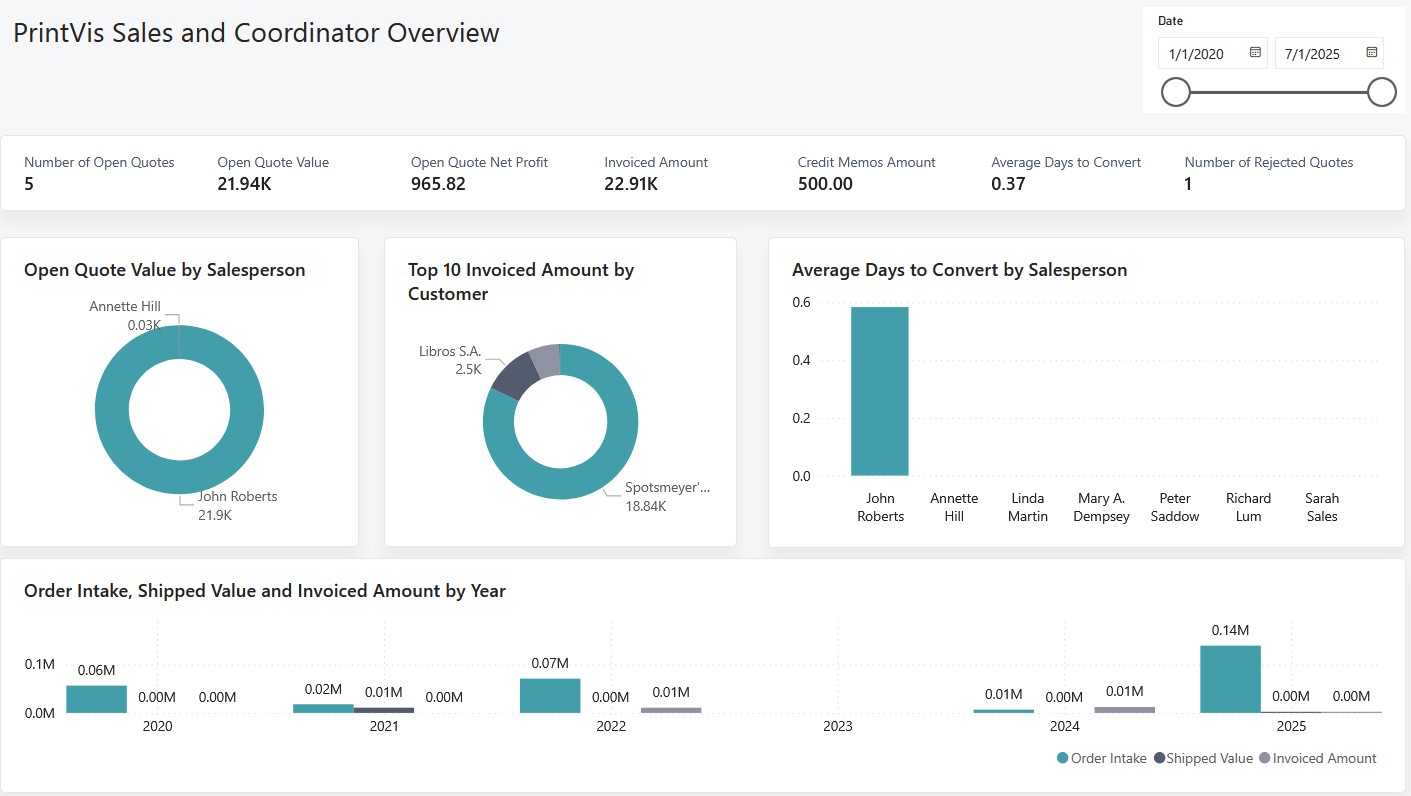 PrintVis Sales and Coordinator Overview
Date
1/1/2020
7/1/2025
Number of Open Quotes
5
Open Quote Value
21.94K
Open Quote Net Profit
965.82
Invoiced Amount
22.91K
Credit Memos Amount
500.00
Average Days to Convert
0.37
Number of Rejected Quotes
1
Open Quote Value by Salesperson
Annette Hill
0.03K
John Roberts
21.9K
Top 10 Invoiced Amount by
Customer
Libros S.A.
2.5K
Spotsmeyer'...
18.84K
Average Days to Convert by Salesperson
0.6
0.4
0.2
0.0
John
Roberts
Annette
Hill
Linda
Martin
Mary A.
Dempsey
Peter
Saddow
Richard
Lum
Sarah
Sales
Order Intake, Shipped Value and Invoiced Amount by Year
0.1M
0.0M
0.06M
0.00M
0.00M
0.02M
0.01M
0.00M
0.07M
0.00M
0.01M
0.01M
0.00M
0.01M
0.14M
0.00M
0.00M
2020
2021
2022
2023
2024
2025
Order Intake
Shipped Value
Invoiced Amount